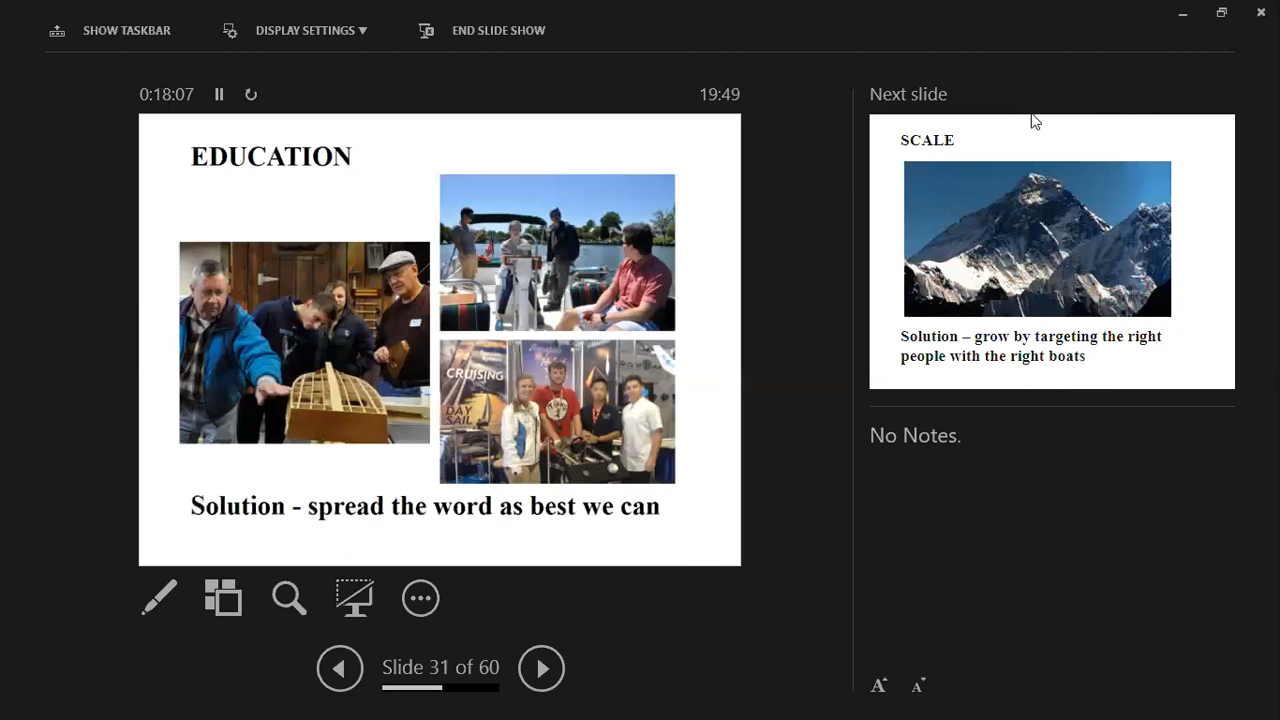 SHOW TASKBAR
DISPLAY SETTINGS ▼
END SLIDE SHOW
0:18:07
19:49
EDUCATION
CRUISING
DAY
SAIL
Solution - spread the word as best we can
Slide 31 of 60
Next slide
SCALE
Solution – grow by targeting the right
people with the right boats
No Notes.
A
A